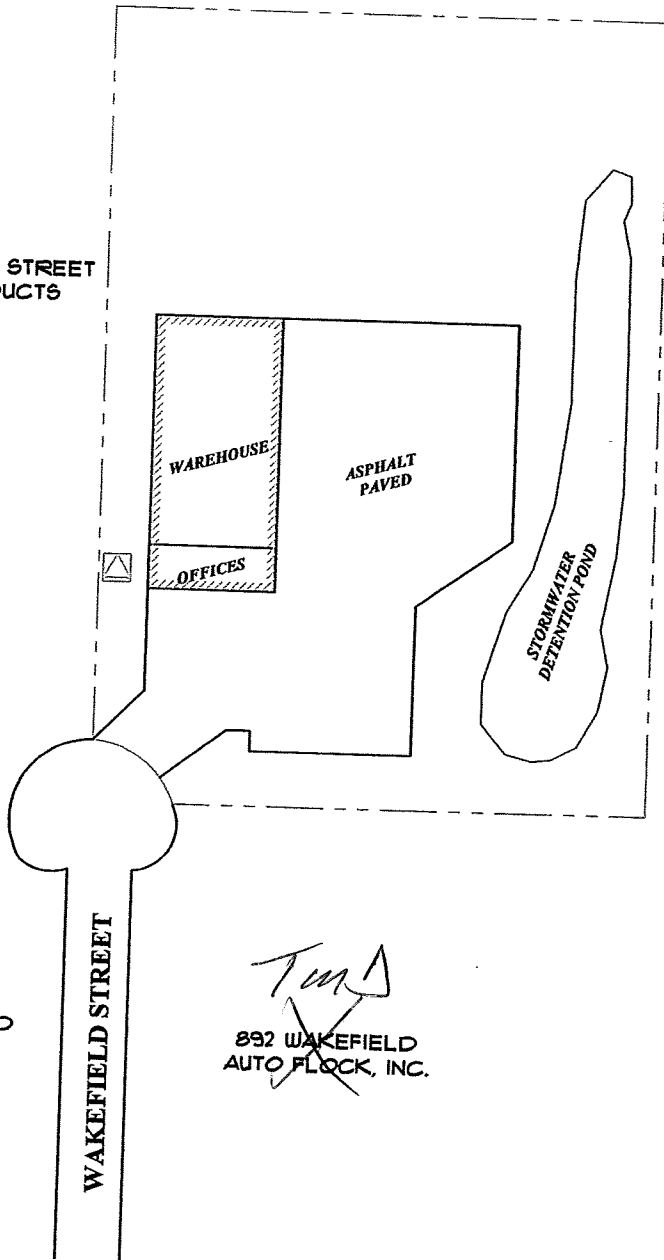 STREET
UCTS
WAREHOUSE
ASPHALT
PAVED
OFFICES
STORMWATER
DETENTION POND
WAKEFIELD STREET
892 WAKEFIELD
AUTO FLOCK, INC.